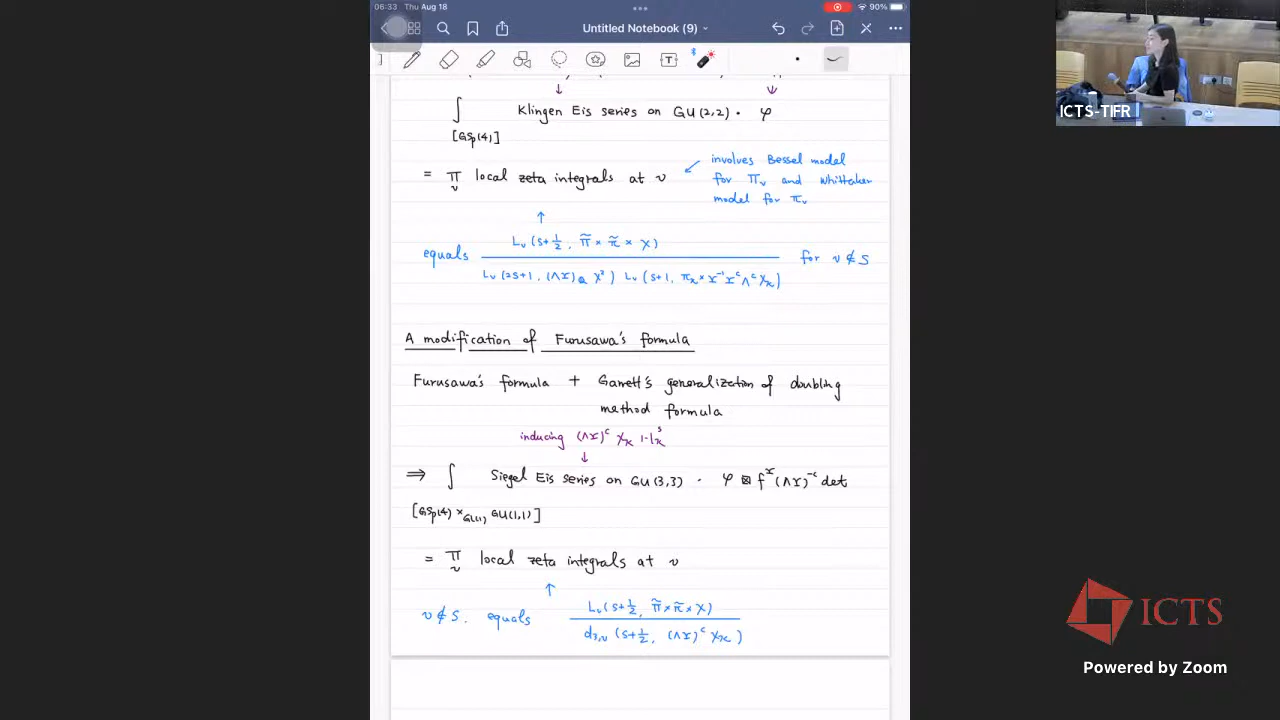 06:33 Thu Aug 18
90%
Untitled Notebook (9)
Klingen Eis series on GU(2,2) · φ
∫
[GSp(4)]
= π local zeta integrals at v
v
involves Bessel model
for Π_v and Whittaker
model for π_v
equals L_v(s+½, Π̃ × π̃ × χ)
L_v(2s+1, (Λξ)_Q χ²) L_v(s+1, π_K × ξ⁻¹ ξ^c Λ^c χ_K)
for v ∉ S
A modification of Furusawa's formula
Furusawa's formula + Garrett's generalization of doubling
method formula
inducing (Λξ)^c χ_K |·|_K^s
⇒ ∫ Siegel Eis series on GU(3,3) · φ ⊠ f^ξ (Λξ)^{-c} det
[GSp(4) ×_{GL(1)} GU(1,1)]
= π local zeta integrals at v
v
v ∉ S. equals L_v(s+½, Π̃ × π̃ × χ)
d_{3,v}(s+½, (Λξ)^c χ_K)
ICTS-TIFR
ICTS
Powered by Zoom